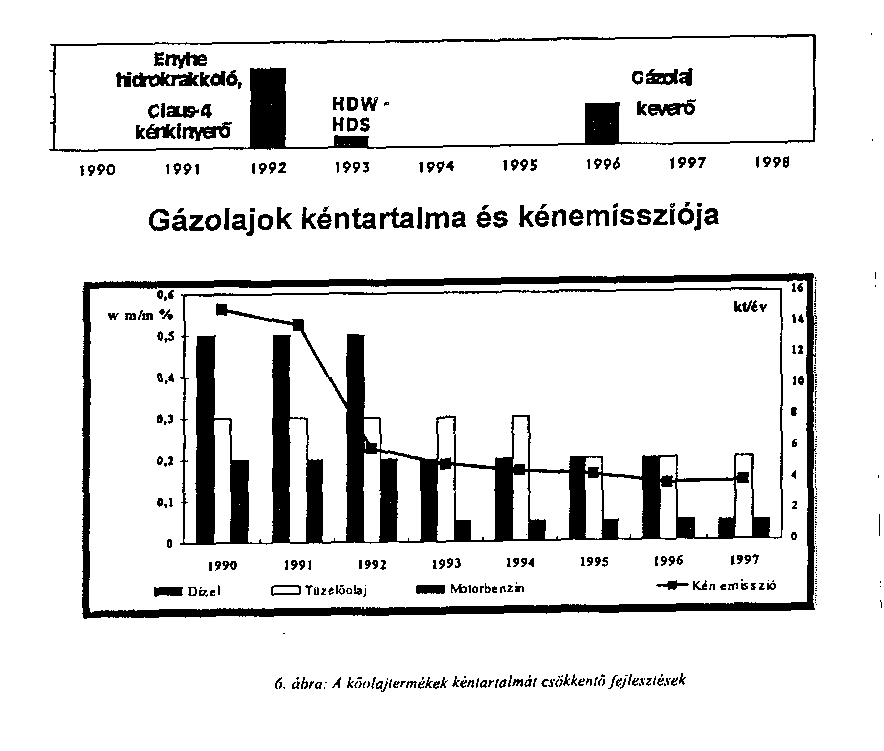 Enyhe
hidrokrakkoló,
Claus-4
kénkinyerő
HDW -
HDS
Gázolaj
keverő
1990 1991 1992 1993 1994 1995 1996 1997 1998
Gázolajok kéntartalma és kénemissziója
w m/m %
kt/év
0,6
0,5
0,4
0,3
0,2
0,1
0
16
14
12
10
8
6
4
2
0
1990 1991 1992 1993 1994 1995 1996 1997
Dízel Tüzelőolaj Motorbenzin Kén emisszió
6. ábra: A kőolajtermékek kéntartalmát csökkentő fejlesztések